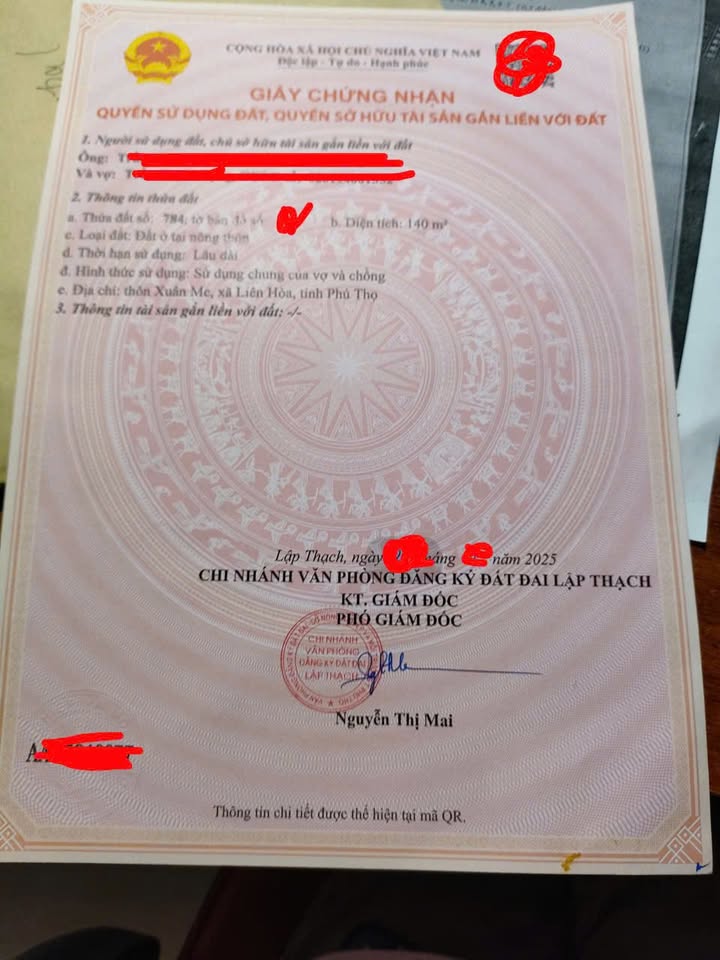 CỘNG HÒA XÃ HỘI CHỦ NGHĨA VIỆT NAM
Độc lập - Tự do - Hạnh phúc
GIẤY CHỨNG NHẬN
QUYỀN SỬ DỤNG ĐẤT, QUYỀN SỞ HỮU TÀI SẢN GẮN LIỀN VỚI ĐẤT
1. Người sử dụng đất, chủ sở hữu tài sản gắn liền với đất
Ông:
Và vợ:
2. Thông tin thửa đất
a. Thửa đất số: 784; tờ bản đồ số b. Diện tích: 140 m²
c. Loại đất: Đất ở tại nông thôn
d. Thời hạn sử dụng: Lâu dài
đ. Hình thức sử dụng: Sử dụng chung của vợ và chồng
e. Địa chỉ: thôn Xuân Me, xã Liên Hòa, tỉnh Phú Thọ
3. Thông tin tài sản gắn liền với đất: -/-
Lập Thạch, ngày tháng năm 2025
CHI NHÁNH VĂN PHÒNG ĐĂNG KÝ ĐẤT ĐAI LẬP THẠCH
KT. GIÁM ĐỐC
PHÓ GIÁM ĐỐC
CHI NHÁNH
VĂN PHÒNG
ĐĂNG KÝ ĐẤT ĐAI
LẬP THẠCH
Nguyễn Thị Mai
Thông tin chi tiết được thể hiện tại mã QR.